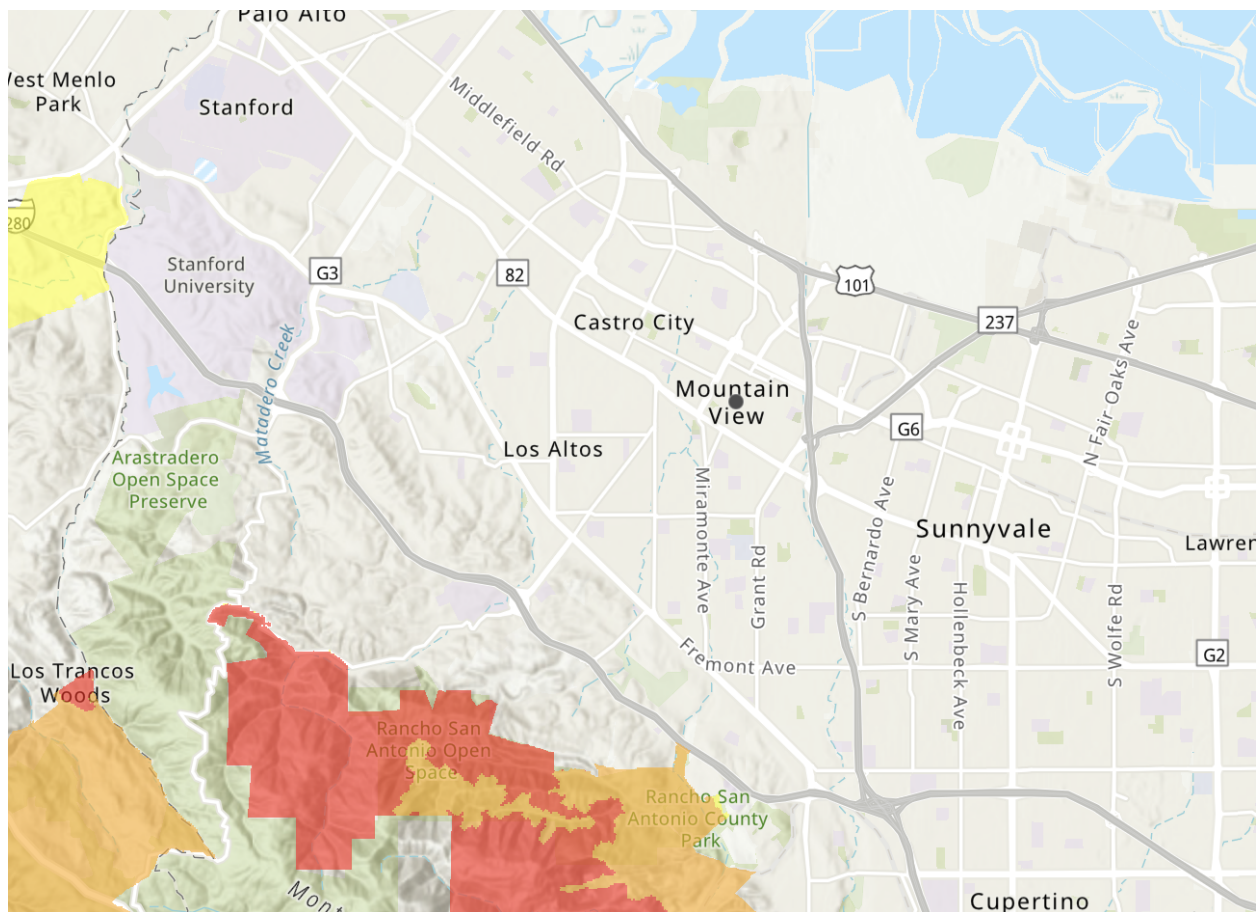 Palo Alto
West Menlo
Park
Stanford
Middlefield Rd
280
Stanford
University
G3
82
101
Matadero Creek
Castro City
237
Mountain
View
G6
N Fair Oaks Ave
Los Altos
Arastradero
Open Space
Preserve
Miramonte Ave
Grant Rd
S Bernardo Ave
S Mary Ave
Hollenbeck Ave
Sunnyvale
Lawren
S Wolfe Rd
G2
Fremont Ave
Los Trancos
Woods
Rancho San
Antonio Open
Space
Rancho San
Antonio County
Park
Mont
Cupertino